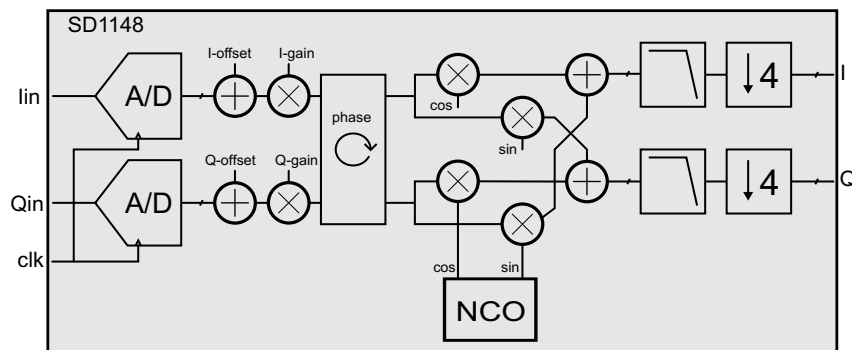 SD1148
I-offset
I-gain
Iin
A/D
phase
cos
sin
4
I
Q-offset
Q-gain
Qin
A/D
4
Q
clk
cos
sin
NCO